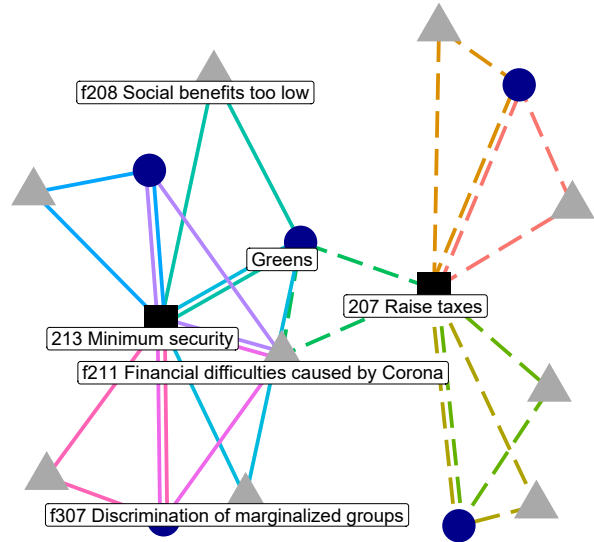 f208 Social benefits too low
Greens
207 Raise taxes
213 Minimum security
f211 Financial difficulties caused by Corona
f307 Discrimination of marginalized groups